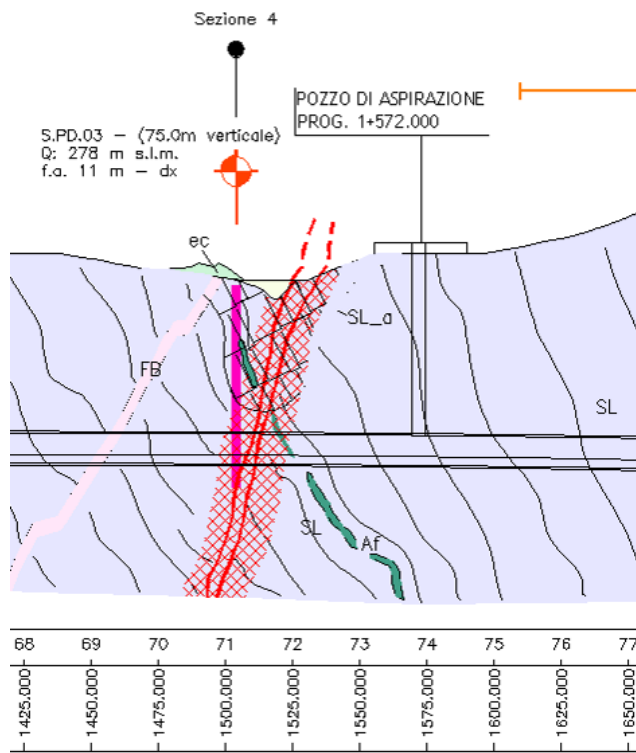 Sezione 4
POZZO DI ASPIRAZIONE
PROG. 1+572.000
S.PD.03 – (75.0m verticale)
Q: 278 m s.l.m.
f.a. 11 m – dx
ec
SL_a
FB
SL
SL
Af
68 69 70 71 72 73 74 75 76 77
1425.000 1450.000 1475.000 1500.000 1525.000 1550.000 1575.000 1600.000 1625.000 1650.000